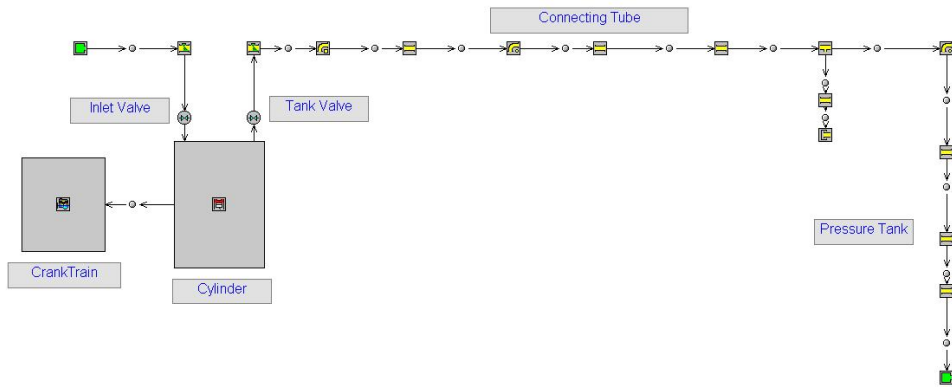 Connecting Tube
Inlet Valve
Tank Valve
Pressure Tank
CrankTrain
Cylinder